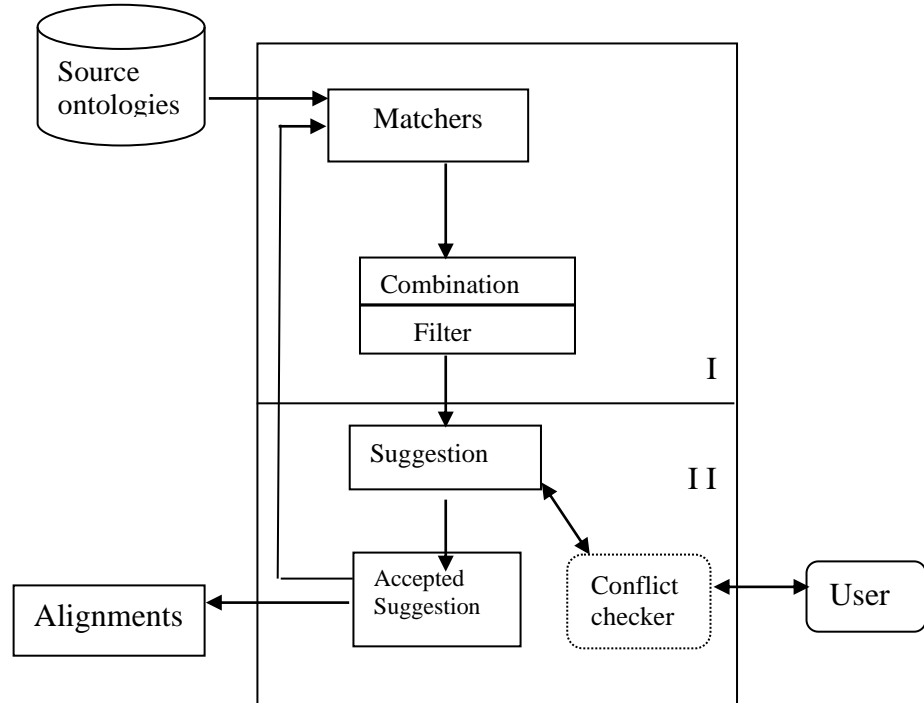 Source
ontologies
Matchers
Combination
Filter
I
Suggestion
I I
Accepted
Suggestion
Conflict
checker
User
Alignments